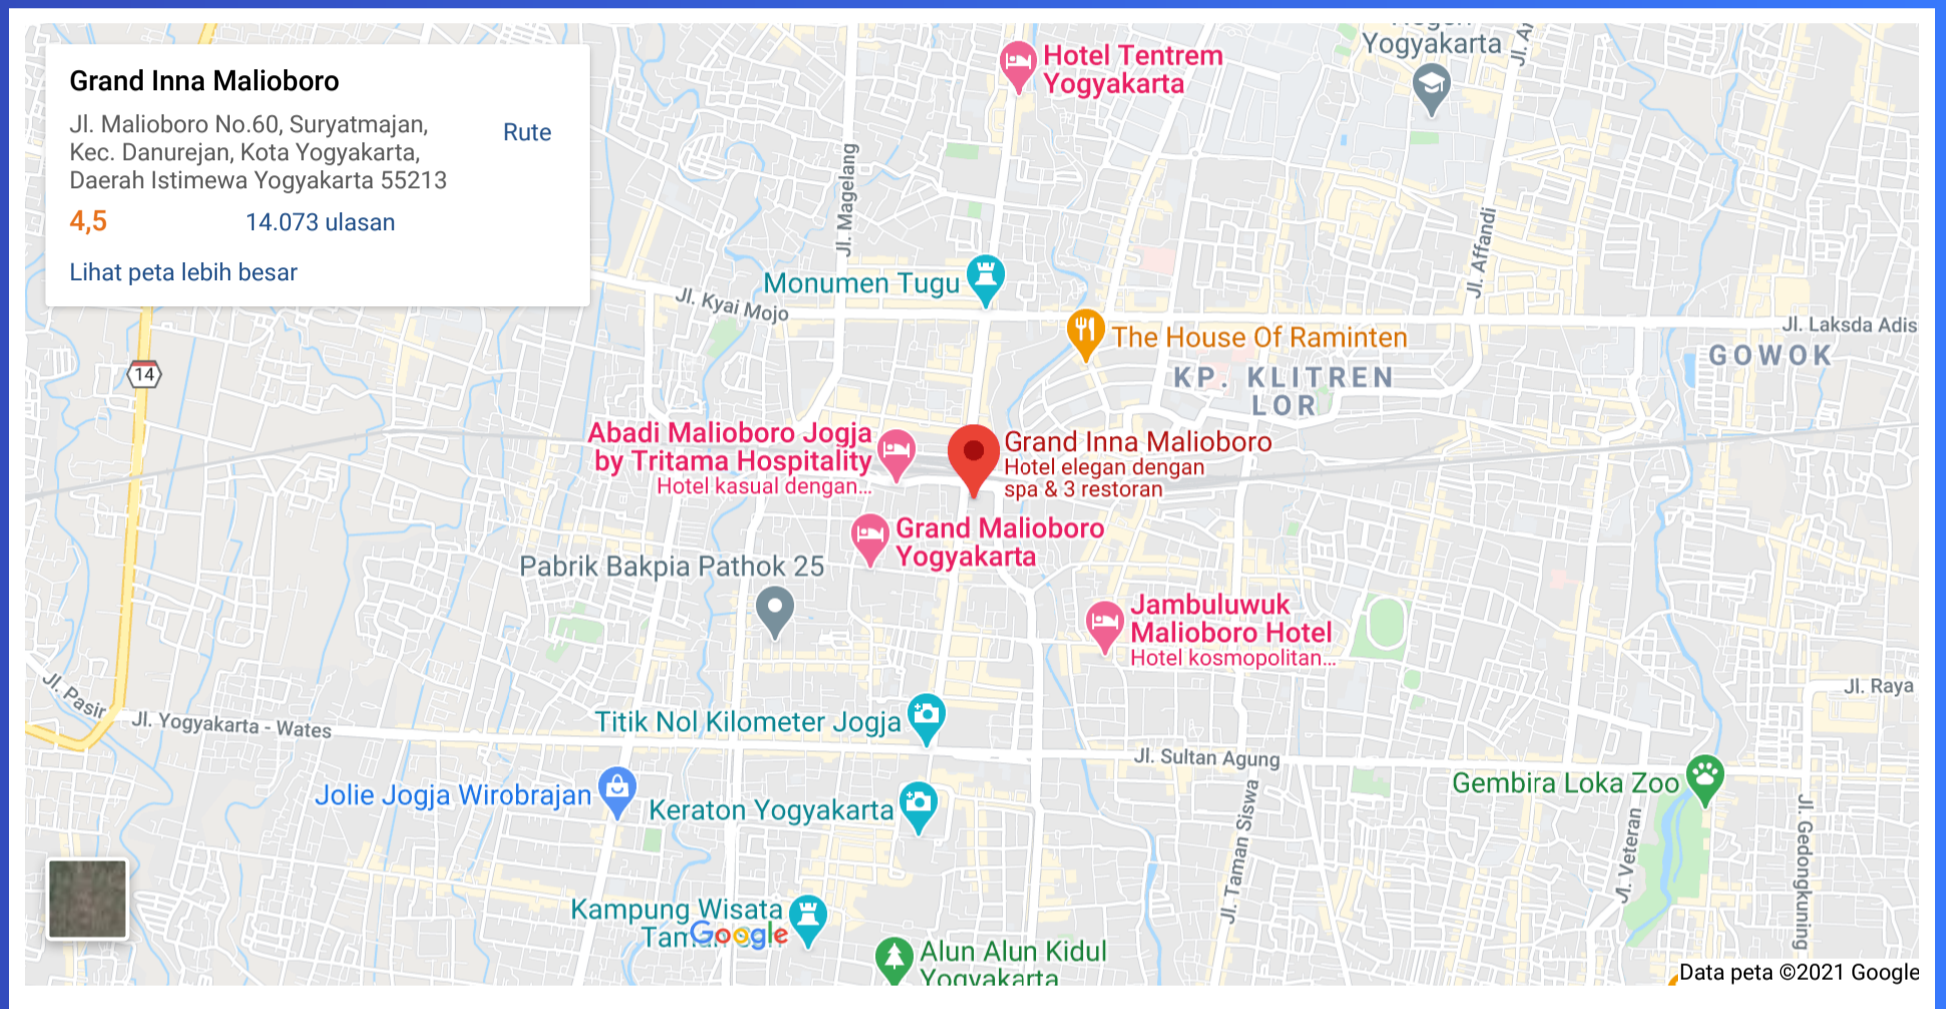 Grand Inna Malioboro
Jl. Malioboro No.60, Suryatmajan,
Kec. Danurejan, Kota Yogyakarta,
Daerah Istimewa Yogyakarta 55213
Rute
4,5
14.073 ulasan
Lihat peta lebih besar
Hotel Tentrem
Yogyakarta
Yogyakarta
Jl. Magelang
Jl. Affandi
Monumen Tugu
Jl. Kyai Mojo
The House Of Raminten
Jl. Laksda Adis
GOWOK
KP. KLITREN
LOR
14
Abadi Malioboro Jogja
by Tritama Hospitality
Hotel kasual dengan...
Grand Inna Malioboro
Hotel elegan dengan
spa & 3 restoran
Grand Malioboro
Yogyakarta
Pabrik Bakpia Pathok 25
Jambuluwuk
Malioboro Hotel
Hotel kosmopolitan...
Jl. Pasir
Jl. Raya
Jl. Yogyakarta - Wates
Titik Nol Kilometer Jogja
Jl. Sultan Agung
Jolie Jogja Wirobrajan
Keraton Yogyakarta
Gembira Loka Zoo
Jl. Taman Siswa
Veteran
Jl. Gedongkuning
Kampung Wisata
Google
Alun Alun Kidul
Yogyakarta
Data peta ©2021 Google